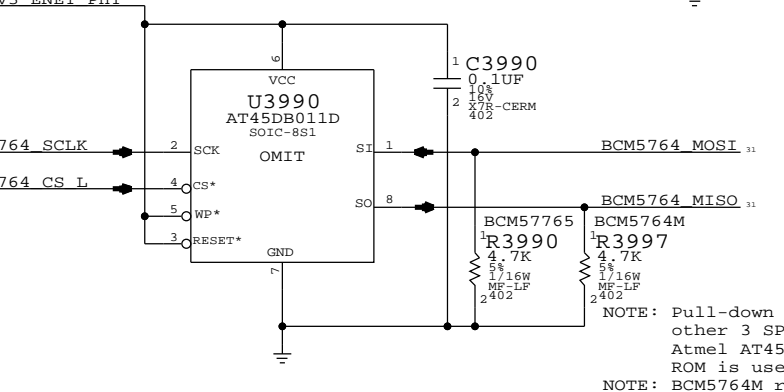 1 C3990
0.1UF
10%
16V
2 X7R-CERM
402
6
VCC
U3990
AT45DB011D
SOIC-8S1
OMIT
764_SCLK 2 SCK SI 1 BCM5764_MOSI 31
764_CS_L 4 CS*
SO 8 BCM5764_MISO 31
5 WP*
3 RESET*
GND
7
BCM57765 BCM5764M
1 R3990 1 R3997
4.7K 4.7K
5% 5%
1/16W 1/16W
MF-LF MF-LF
2 402 2 402
NOTE: Pull-down
other 3 SP
Atmel AT45
ROM is use
NOTE: BCM5764M r